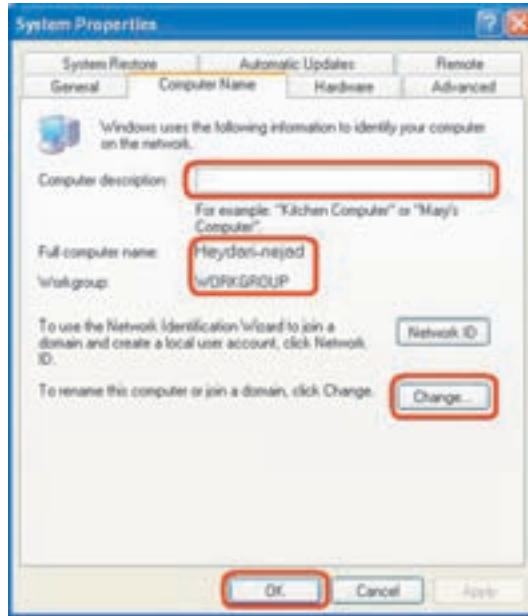 System Properties
System Restore Automatic Updates Remote
General Computer Name Hardware Advanced
Windows uses the following information to identify your computer
on the network.
Computer description:
For example: "Kitchen Computer" or "Mary's
Computer".
Full computer name: Heydari-nejad
Workgroup: WORKGROUP
To use the Network Identification Wizard to join a
domain and create a local user account, click Network
ID.
Network ID
To rename this computer or join a domain, click Change.
Change...
OK Cancel Apply